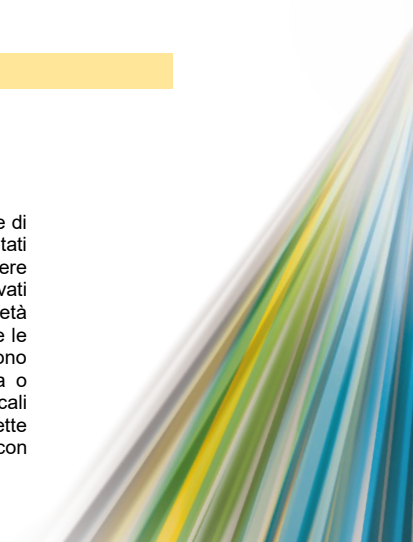 e di
tati
ere
vati
età
e le
ono
a o
cali
ette
con